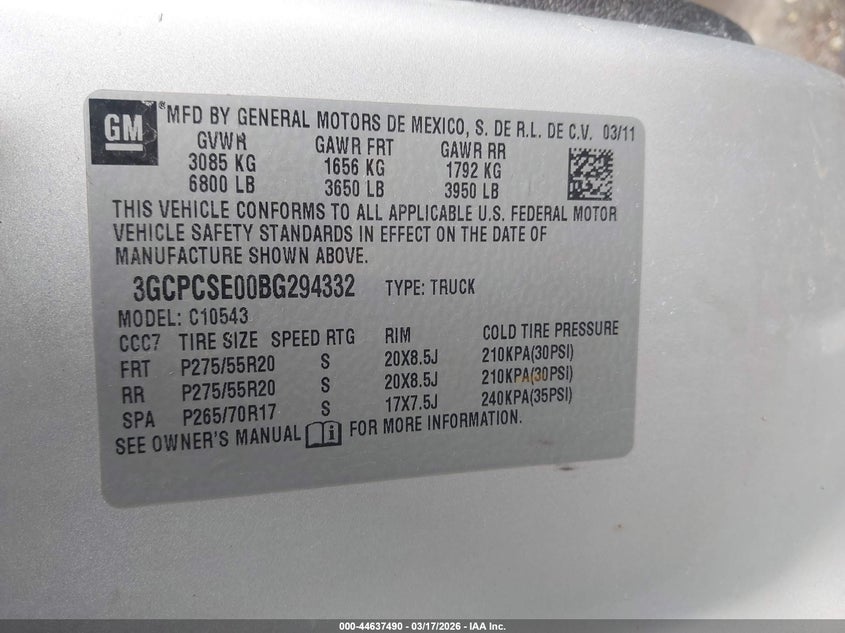 GM ® MFD BY GENERAL MOTORS DE MEXICO, S. DE R.L. DE C.V. 03/11
GVWR GAWR FRT GAWR RR
3085 KG 1656 KG 1792 KG
6800 LB 3650 LB 3950 LB
THIS VEHICLE CONFORMS TO ALL APPLICABLE U.S. FEDERAL MOTOR
VEHICLE SAFETY STANDARDS IN EFFECT ON THE DATE OF
MANUFACTURE SHOWN ABOVE.
3GCPCSE00BG294332 TYPE: TRUCK
MODEL: C10543
CCC7 TIRE SIZE SPEED RTG RIM COLD TIRE PRESSURE
FRT P275/55R20 S 20X8.5J 210KPA(30PSI)
RR P275/55R20 S 20X8.5J 210KPA(30PSI)
SPA P265/70R17 S 17X7.5J 240KPA(35PSI)
SEE OWNER'S MANUAL i FOR MORE INFORMATION.
000-44637490 - 03/17/2026 - IAA Inc.